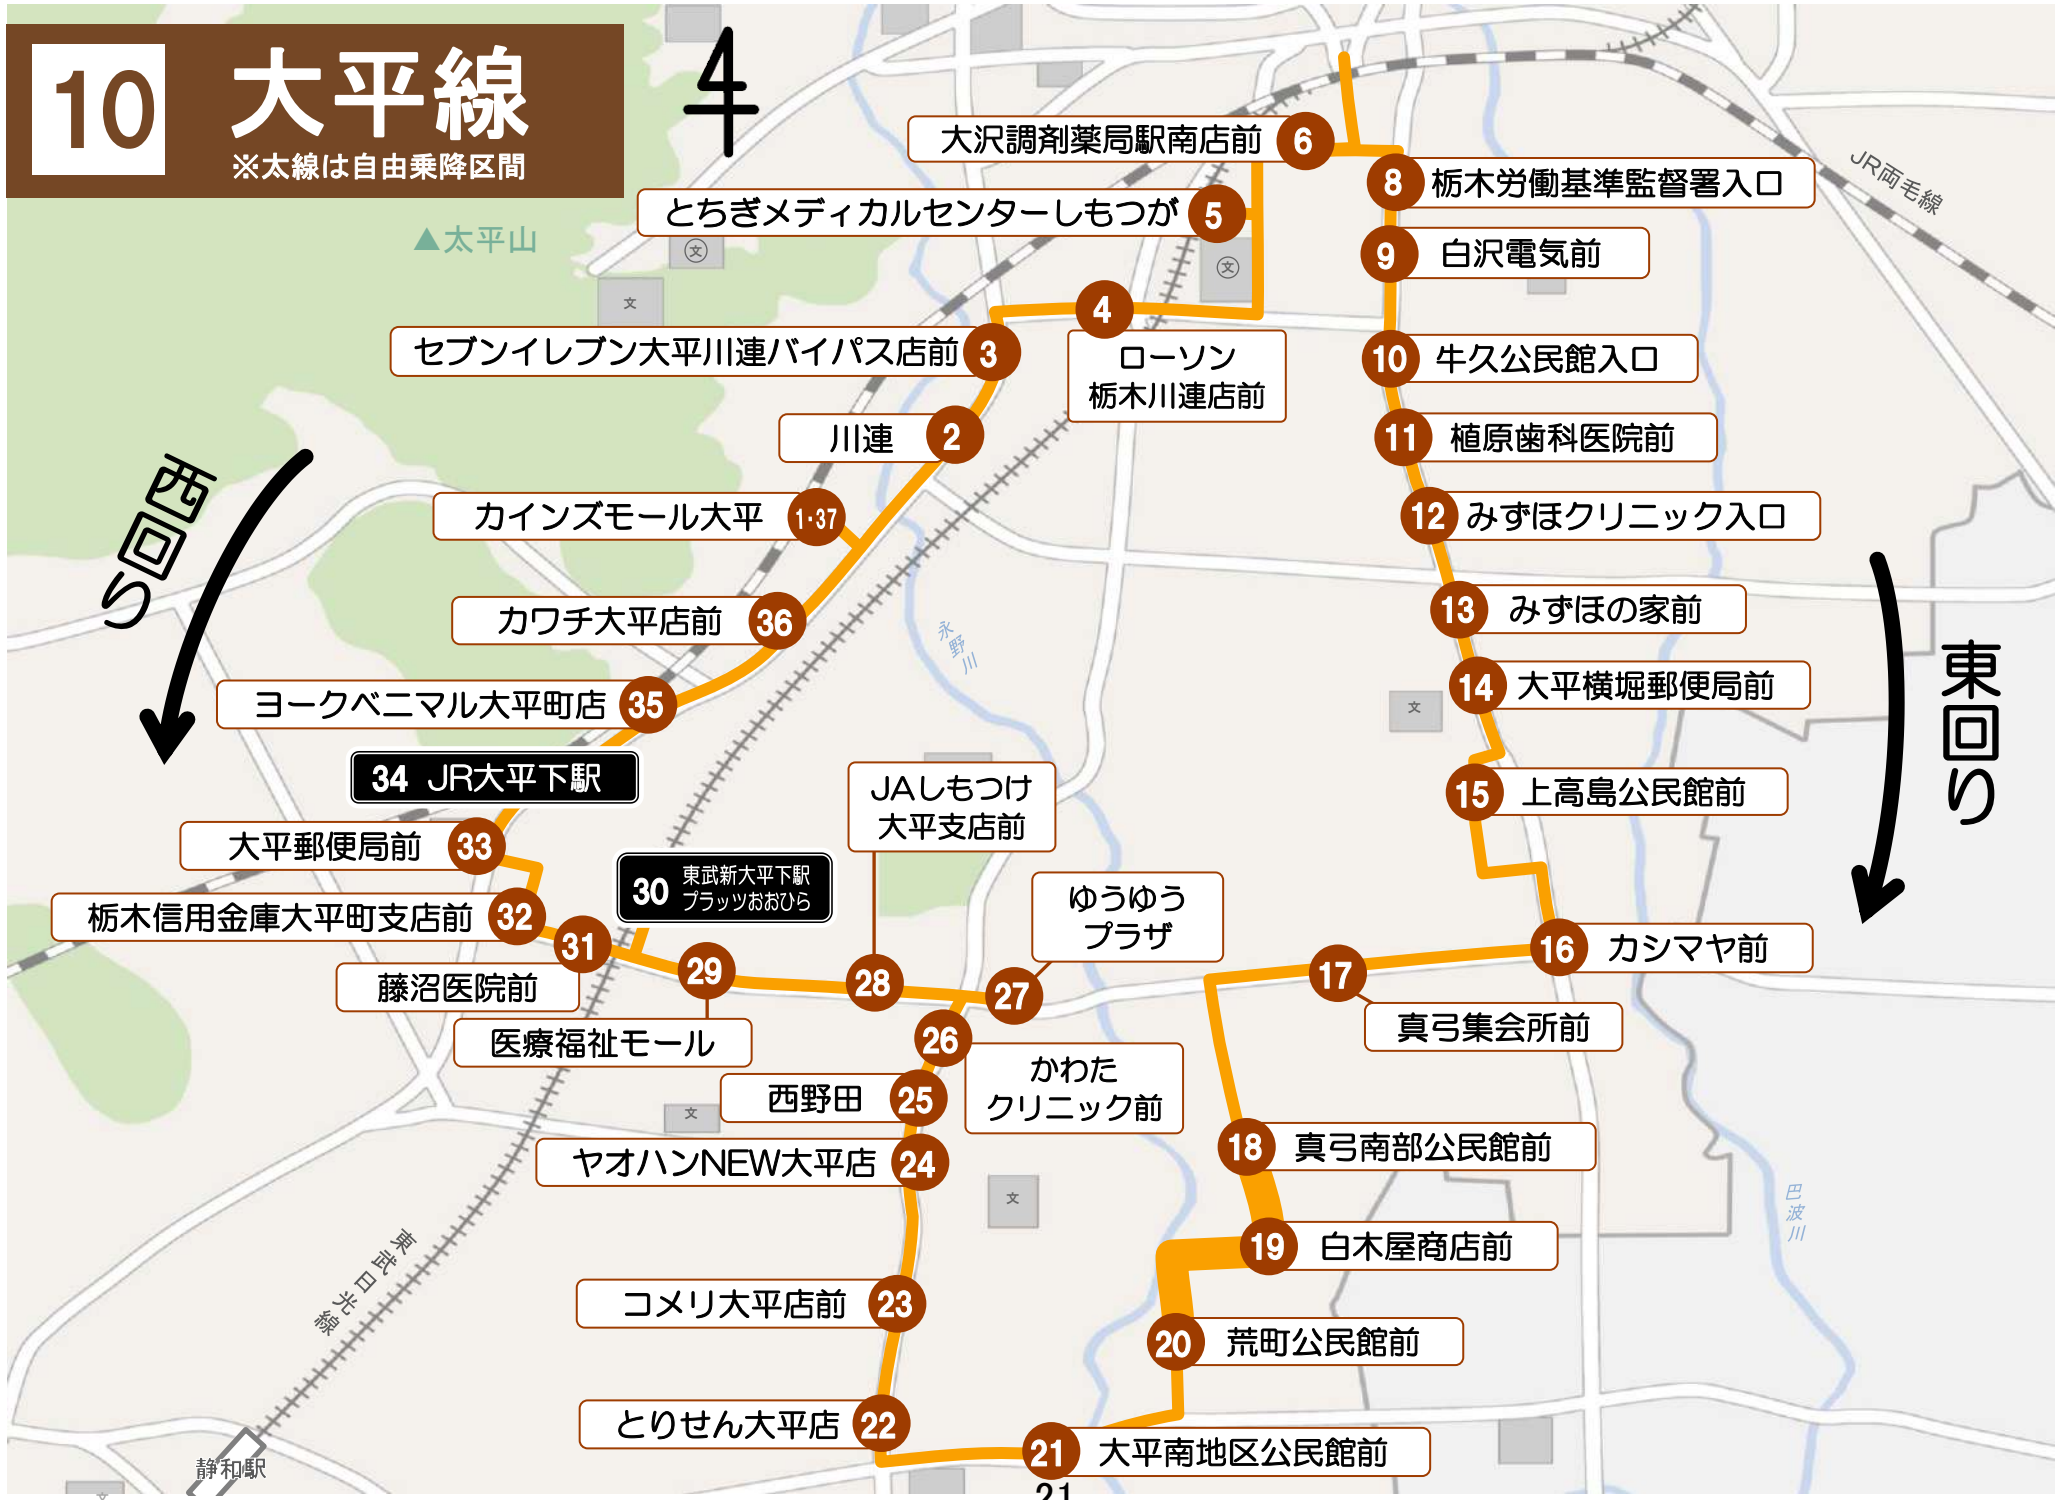 10 大平線
※太線は自由乗降区間
4
大沢調剤薬局駅南店前 6
8 栃木労働基準監督署入口
JR両毛線
とちぎメディカルセンターしもつが 5
▲太平山
文
文
文
9 白沢電気前
4
ローソン
栃木川連店前
セブンイレブン大平川連バイパス店前 3
10 牛久公民館入口
川連 2
11 植原歯科医院前
西回り
カインズモール大平 1・37
12 みずほクリニック入口
カワチ大平店前 36
13 みずほの家前
永野川
東回り
ヨークベニマル大平町店 35
14 大平横堀郵便局前
文
34 JR大平下駅
JAしもつけ
大平支店前
28
15 上高島公民館前
大平郵便局前 33
30 東武新大平下駅
プラッツおおひら
ゆうゆう
プラザ
27
栃木信用金庫大平町支店前 32
31
藤沼医院前
29
医療福祉モール
16 カシマヤ前
17
真弓集会所前
26
かわた
クリニック前
西野田 25
文
ヤオハンNEW大平店 24
18 真弓南部公民館前
文
巴波川
東武日光線
19 白木屋商店前
コメリ大平店前 23
20 荒町公民館前
とりせん大平店 22
21 大平南地区公民館前
静和駅
文
21